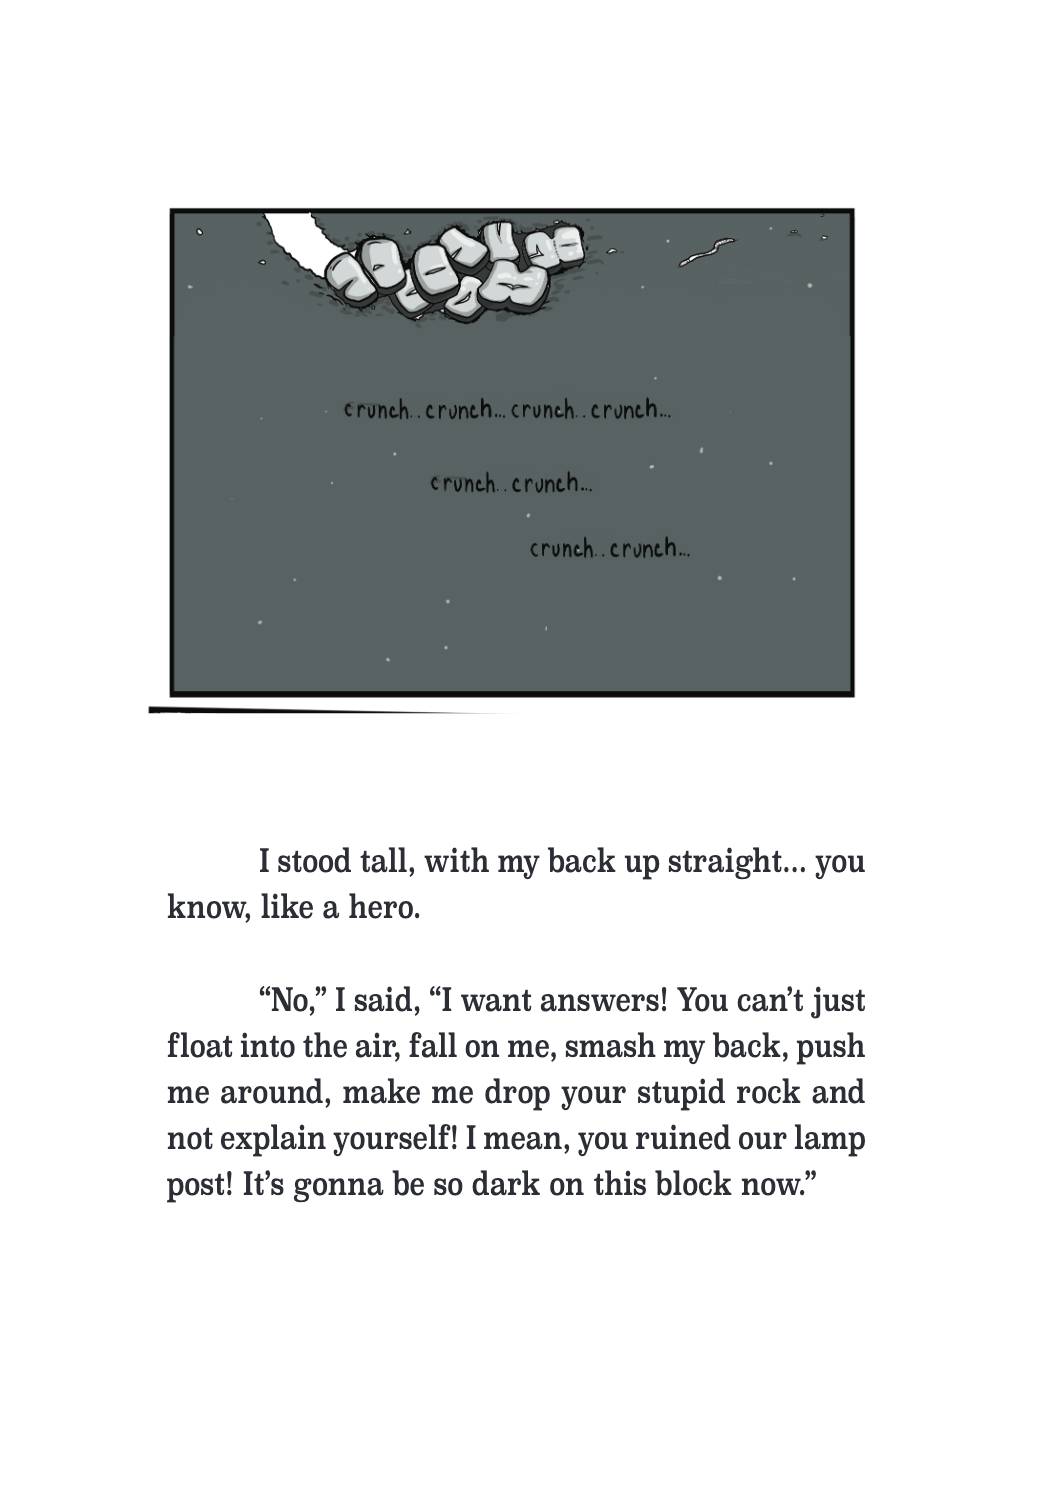 crunch..crunch...crunch..crunch...
crunch..crunch...
crunch..crunch...
I stood tall, with my back up straight... you
know, like a hero.
“No,” I said, “I want answers! You can’t just
float into the air, fall on me, smash my back, push
me around, make me drop your stupid rock and
not explain yourself! I mean, you ruined our lamp
post! It’s gonna be so dark on this block now.”